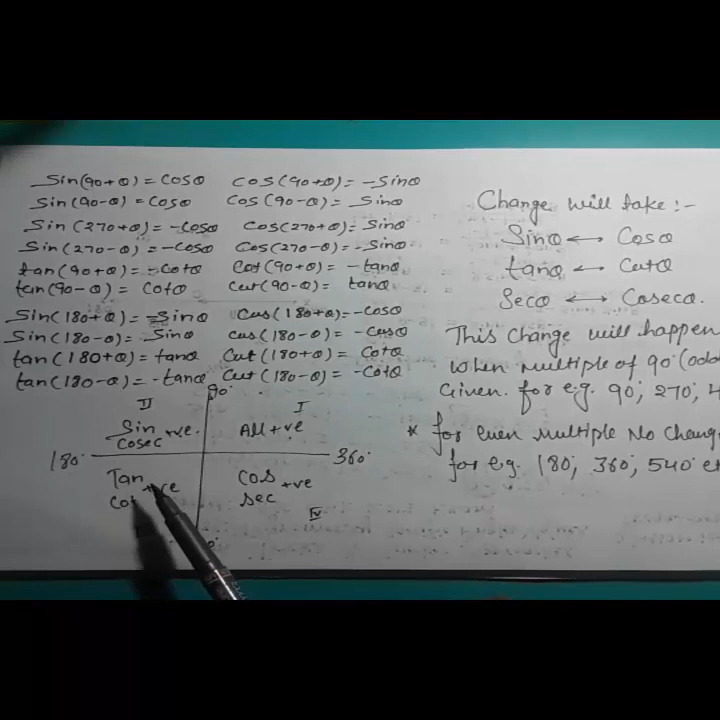 Sin(90+θ) = Cosθ Cos(90+θ) = -Sinθ
Sin(90-θ) = Cosθ Cos(90-θ) = Sinθ
Sin(270+θ) = -Cosθ Cos(270+θ) = Sinθ
Sin(270-θ) = -Cosθ Cos(270-θ) = -Sinθ
tan(90+θ) = -Cotθ Cot(90+θ) = -tanθ
tan(90-θ) = Cotθ Cot(90-θ) = tanθ
Sin(180+θ) = -Sinθ Cos(180+θ) = -Cosθ
Sin(180-θ) = Sinθ Cos(180-θ) = -Cosθ
tan(180+θ) = tanθ Cot(180+θ) = Cotθ
tan(180-θ) = -tanθ Cot(180-θ) = -Cotθ
90°
II I
Sin +ve. All +ve
Cosec
180° 360°
Tan +ve Cos +ve
Cot sec
IV
Change will take :-
Sinθ ↔ Cosθ
tanθ ↔ Cotθ
Secθ ↔ Cosecθ.
This Change will happen
when multiple of 90° (odd
Given. for e.g. 90°, 270°, 4
* for even multiple No Chang
for e.g. 180°, 360°, 540° et